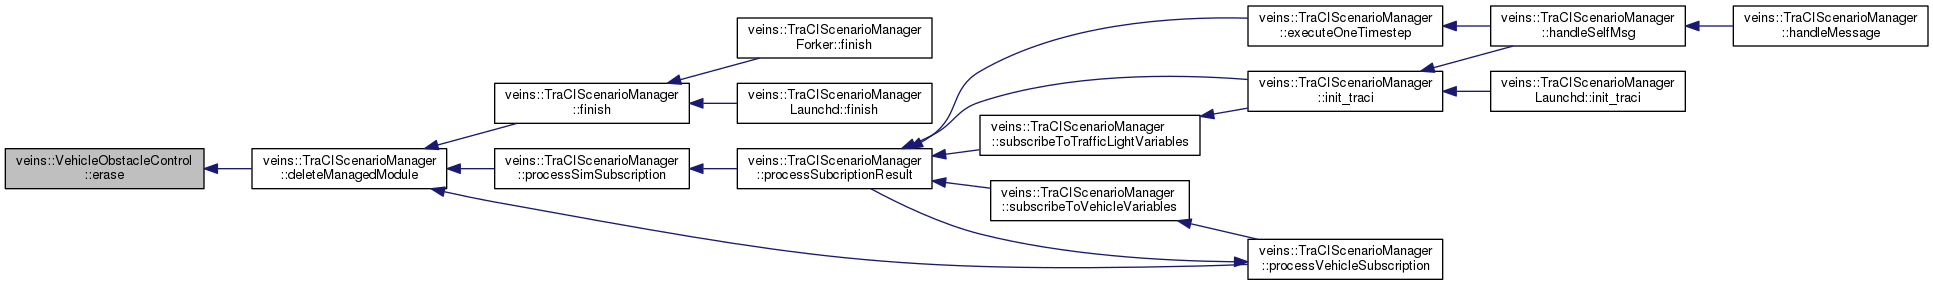 veins::VehicleObstacleControl
::erase
veins::TraCIScenarioManager
::deleteManagedModule
veins::TraCIScenarioManager
::finish
veins::TraCIScenarioManager
Forker::finish
veins::TraCIScenarioManager
Launchd::finish
veins::TraCIScenarioManager
::processSimSubscription
veins::TraCIScenarioManager
::processSubcriptionResult
veins::TraCIScenarioManager
::executeOneTimestep
veins::TraCIScenarioManager
::handleSelfMsg
veins::TraCIScenarioManager
::handleMessage
veins::TraCIScenarioManager
::init_traci
veins::TraCIScenarioManager
Launchd::init_traci
veins::TraCIScenarioManager
::subscribeToTrafficLightVariables
veins::TraCIScenarioManager
::subscribeToVehicleVariables
veins::TraCIScenarioManager
::processVehicleSubscription